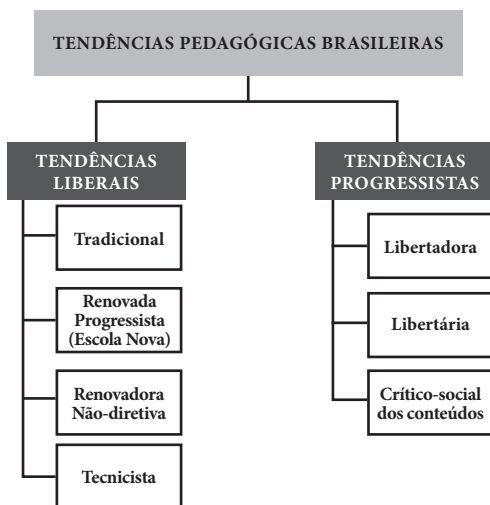 TENDÊNCIAS PEDAGÓGICAS BRASILEIRAS
TENDÊNCIAS
LIBERAIS
Tradicional
Renovada
Progressista
(Escola Nova)
Renovadora
Não-diretiva
Tecnicista
TENDÊNCIAS
PROGRESSISTAS
Libertadora
Libertária
Crítico-social
dos conteúdos